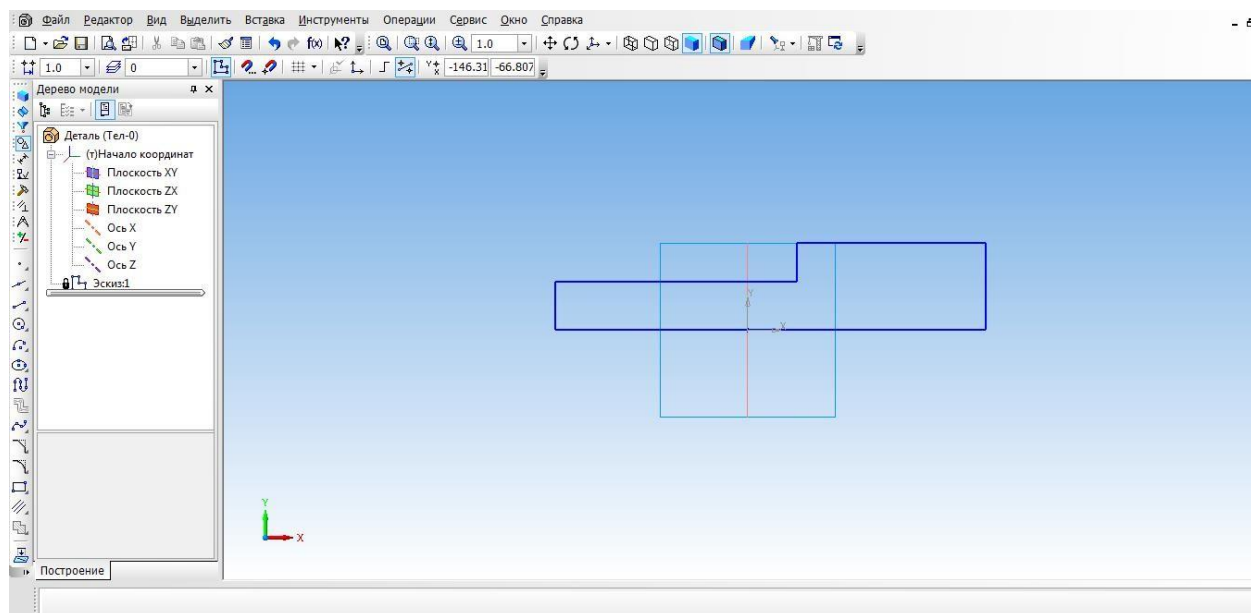 Файл Редактор Вид Выделить Вставка Инструменты Операции Сервис Окно Справка
1.0
1.0 0 -146.31 -66.807
Дерево модели
Деталь (Тел-0)
(т)Начало координат
Плоскость XY
Плоскость ZX
Плоскость ZY
Ось X
Ось Y
Ось Z
Эскиз:1
Y
X
Y
X
Построение